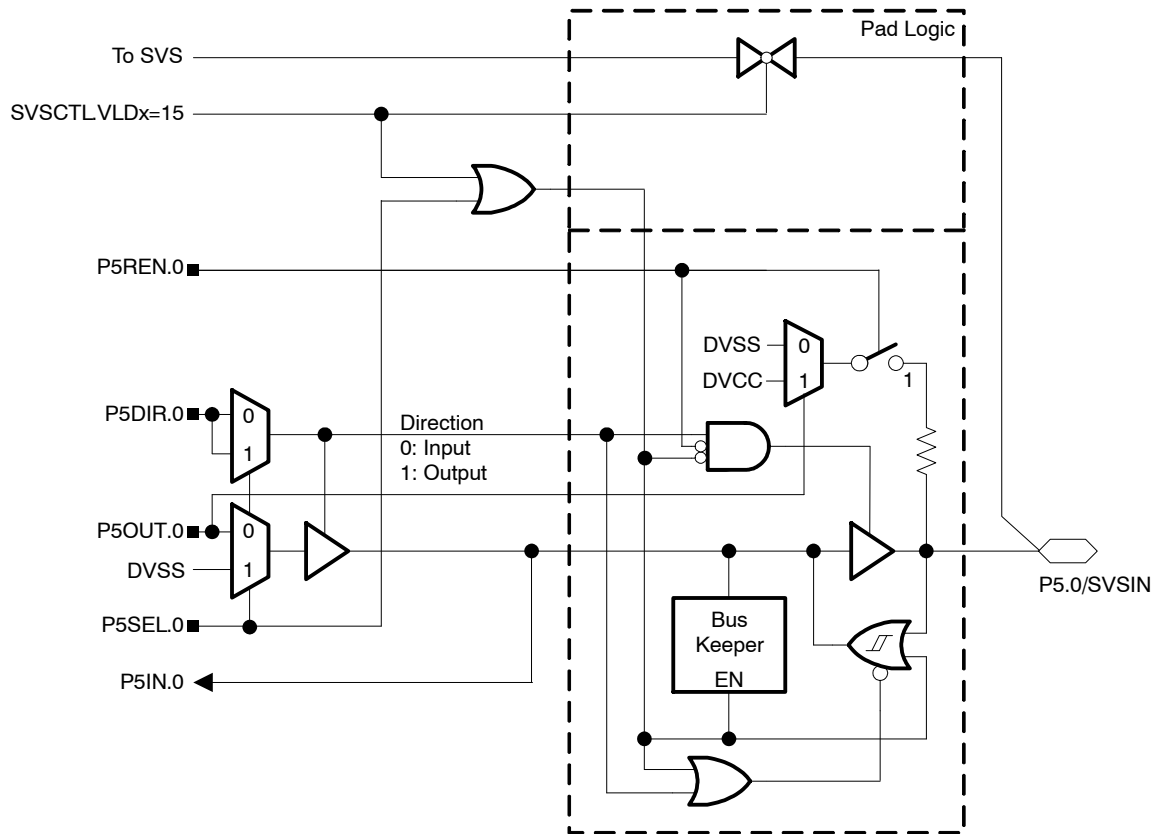 Pad Logic
To SVS
SVSCTL.VLDx=15
P5REN.0
DVSS
0
DVCC
1
1
P5DIR.0
0
1
Direction
0: Input
1: Output
P5OUT.0
0
DVSS
1
P5.0/SVSIN
P5SEL.0
Bus
Keeper
EN
P5IN.0